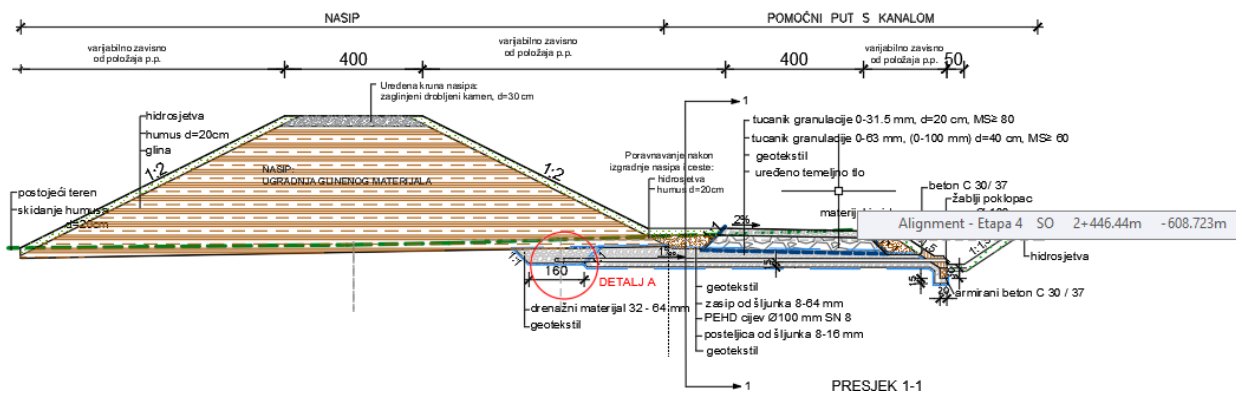 NASIP
POMOĆNI PUT S KANALOM
varijabilno zavisno
od položaja p.p.
400
varijabilno zavisno
od položaja p.p.
400
varijabilno zavisno
od položaja p.p.
50
Uređena kruna nasipa:
zaglinjeni drobljeni kamen, d=30cm
1
hidrosjetva
humus d=20cm
glina
1:2
1:2
NASIP:
UGRADNJA GLINENOG MATERIJALA
postojeći teren
skidanje humusa
d=20cm
Poravnavanje nakon
izgradnje nasipa i ceste:
hidrosjetva
humus d=20cm
tucanik granulacije 0-31.5 mm, d=20 cm, MS≥ 80
tucanik granulacije 0-63 mm, (0-100 mm) d=40 cm, MS≥ 60
geotekstil
uređeno temeljno tlo
beton C 30/ 37
žablji poklopac
2%
Alignment - Etapa 4 SO 2+446.44m -608.723m
hidrosjetva
1:1
160
DETALJ A
15
15
20
armirani beton C 30 / 37
drenažni materijal 32 - 64 mm
geotekstil
geotekstil
zasip od šljunka 8-64 mm
PEHD cijev Ø100 mm SN 8
posteljica od šljunka 8-16 mm
geotekstil
1
PRESJEK 1-1